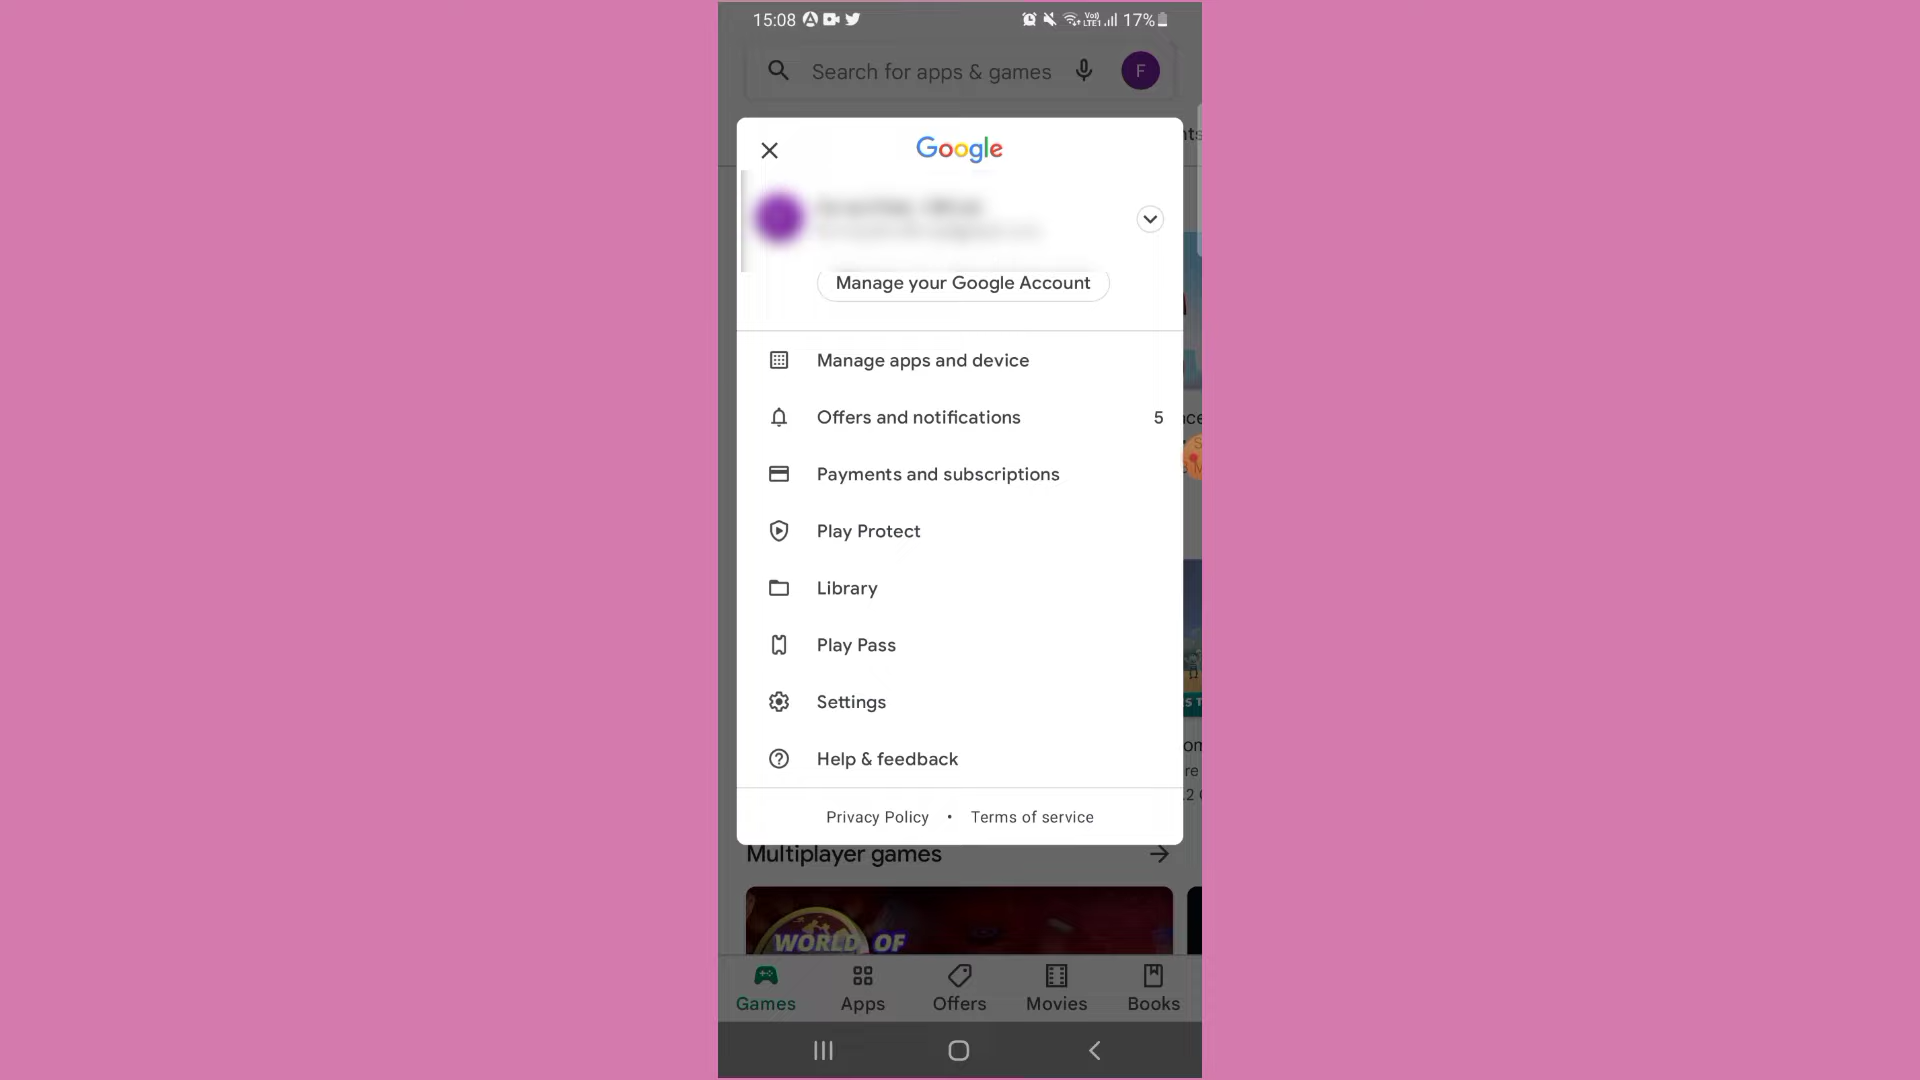 15:08 17%
Search for apps & games F
Google
Manage your Google Account
Manage apps and device
Offers and notifications 5
Payments and subscriptions
Play Protect
Library
Play Pass
Settings
Help & feedback
Privacy Policy • Terms of service
Multiplayer games
WORLD OF
Games Apps Offers Movies Books